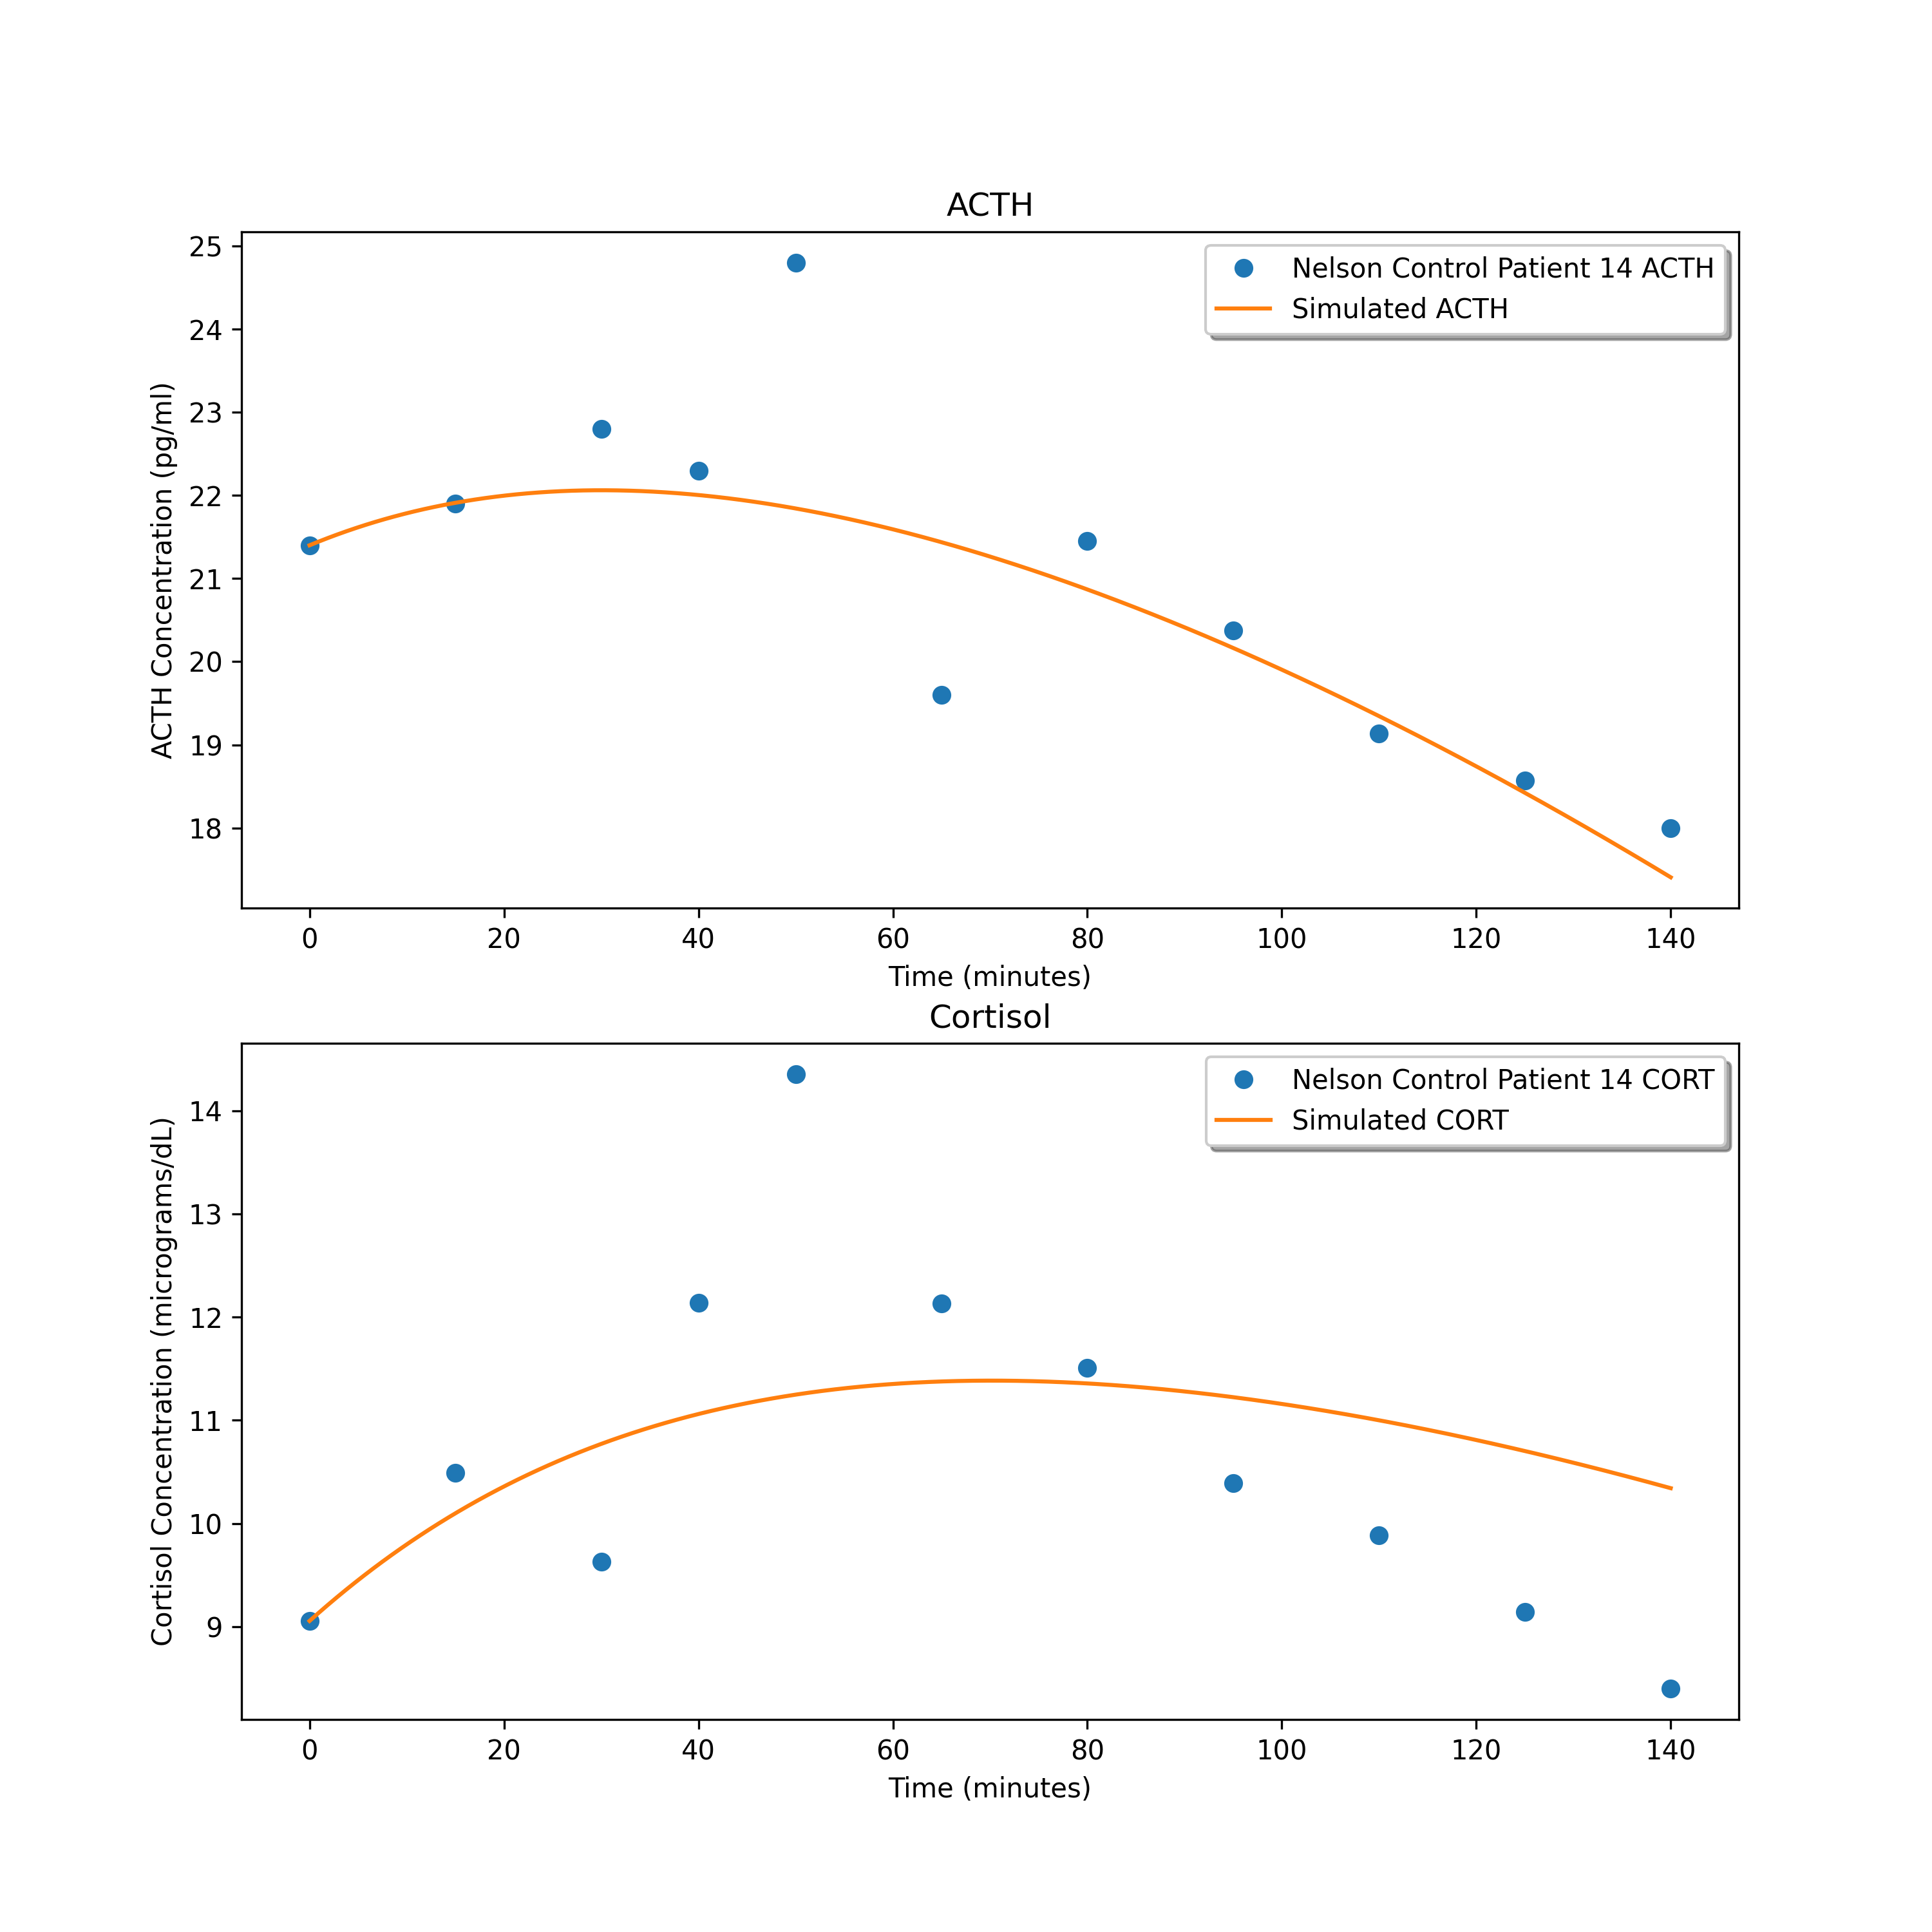 ACTH
25
24
23
22
21
20
19
18
ACTH Concentration (pg/ml)
Nelson Control Patient 14 ACTH
Simulated ACTH
0 20 40 60 80 100 120 140
Time (minutes)
Cortisol
14
13
12
11
10
9
Cortisol Concentration (micrograms/dL)
Nelson Control Patient 14 CORT
Simulated CORT
0 20 40 60 80 100 120 140
Time (minutes)